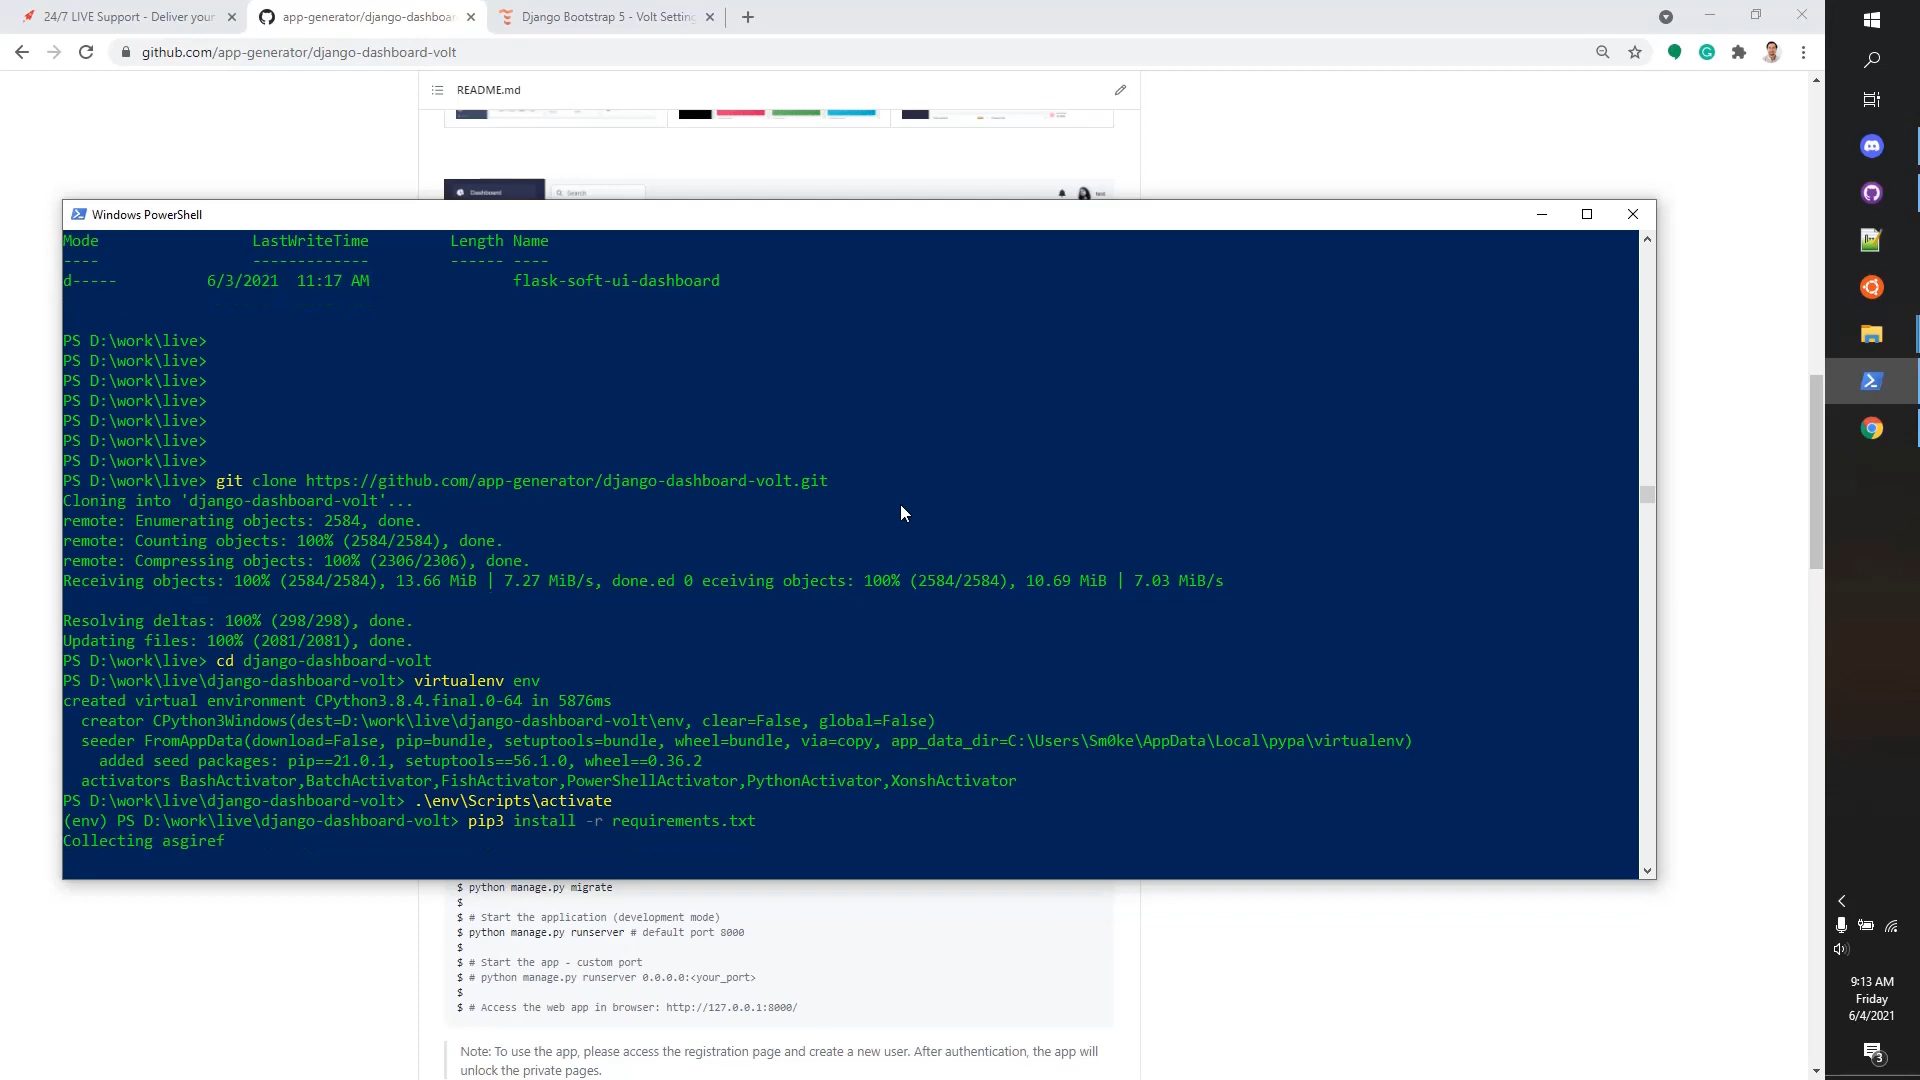 24/7 LIVE Support - Deliver your
app-generator/django-dashboar
Django Bootstrap 5 - Volt Setting
github.com/app-generator/django-dashboard-volt
README.md
Dashboard
Search
test
Windows PowerShell
Mode LastWriteTime Length Name
---- ------------- ------ ----
d----- 6/3/2021 11:17 AM flask-soft-ui-dashboard
PS D:\work\live>
PS D:\work\live>
PS D:\work\live>
PS D:\work\live>
PS D:\work\live>
PS D:\work\live>
PS D:\work\live>
PS D:\work\live> git clone https://github.com/app-generator/django-dashboard-volt.git
Cloning into 'django-dashboard-volt'...
remote: Enumerating objects: 2584, done.
remote: Counting objects: 100% (2584/2584), done.
remote: Compressing objects: 100% (2306/2306), done.
Receiving objects: 100% (2584/2584), 13.66 MiB | 7.27 MiB/s, done.ed 0 eceiving objects: 100% (2584/2584), 10.69 MiB | 7.03 MiB/s
Resolving deltas: 100% (298/298), done.
Updating files: 100% (2081/2081), done.
PS D:\work\live> cd django-dashboard-volt
PS D:\work\live\django-dashboard-volt> virtualenv env
created virtual environment CPython3.8.4.final.0-64 in 5876ms
creator CPython3Windows(dest=D:\work\live\django-dashboard-volt\env, clear=False, global=False)
seeder FromAppData(download=False, pip=bundle, setuptools=bundle, wheel=bundle, via=copy, app_data_dir=C:\Users\Sm0ke\AppData\Local\pypa\virtualenv)
added seed packages: pip==21.0.1, setuptools==56.1.0, wheel==0.36.2
activators BashActivator,BatchActivator,FishActivator,PowerShellActivator,PythonActivator,XonshActivator
PS D:\work\live\django-dashboard-volt> .\env\Scripts\activate
(env) PS D:\work\live\django-dashboard-volt> pip3 install -r requirements.txt
Collecting asgiref
$ python manage.py migrate
$
$ # Start the application (development mode)
$ python manage.py runserver # default port 8000
$
$ # Start the app - custom port
$ # python manage.py runserver 0.0.0.0:<your_port>
$
$ # Access the web app in browser: http://127.0.0.1:8000/
Note: To use the app, please access the registration page and create a new user. After authentication, the app will
unlock the private pages.
9:13 AM
Friday
6/4/2021
3